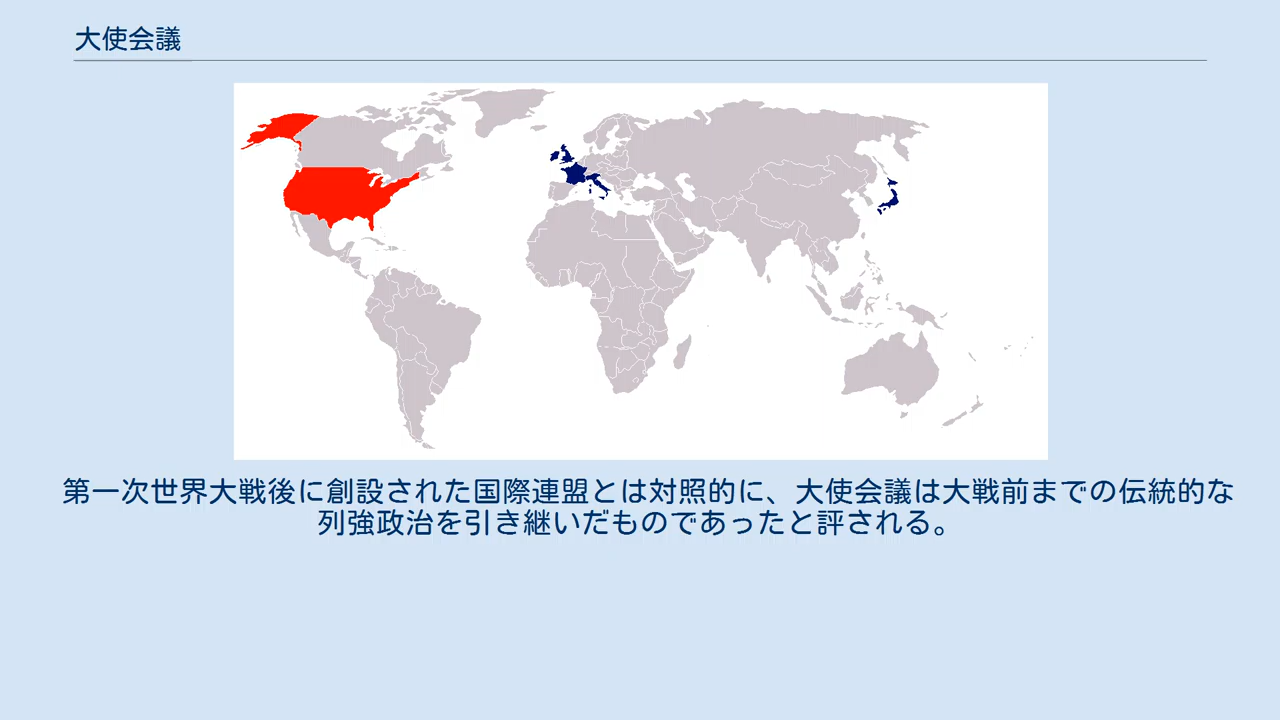 大使会議
第一次世界大戦後に創設された国際連盟とは対照的に、大使会議は大戦前までの伝統的な
列強政治を引き継いだものであったと評される。